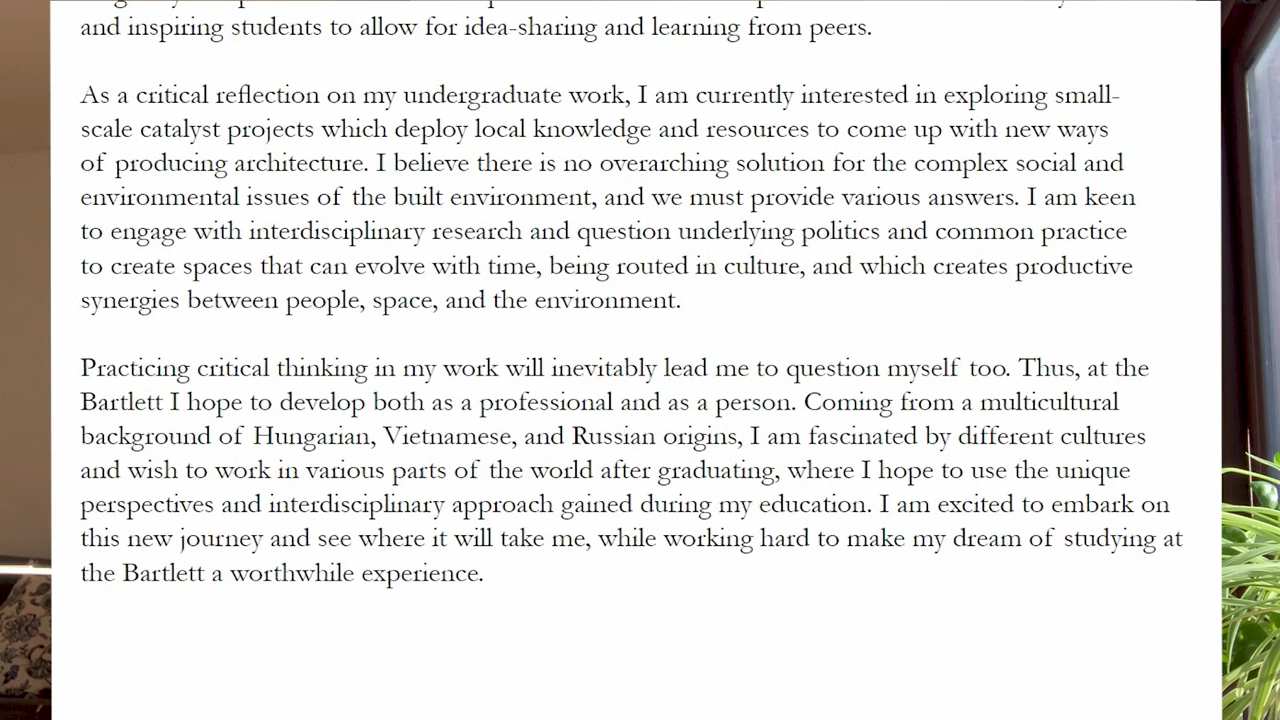 and inspiring students to allow for idea-sharing and learning from peers.
As a critical reflection on my undergraduate work, I am currently interested in exploring small-
scale catalyst projects which deploy local knowledge and resources to come up with new ways
of producing architecture. I believe there is no overarching solution for the complex social and
environmental issues of the built environment, and we must provide various answers. I am keen
to engage with interdisciplinary research and question underlying politics and common practice
to create spaces that can evolve with time, being routed in culture, and which creates productive
synergies between people, space, and the environment.
Practicing critical thinking in my work will inevitably lead me to question myself too. Thus, at the
Bartlett I hope to develop both as a professional and as a person. Coming from a multicultural
background of Hungarian, Vietnamese, and Russian origins, I am fascinated by different cultures
and wish to work in various parts of the world after graduating, where I hope to use the unique
perspectives and interdisciplinary approach gained during my education. I am excited to embark on
this new journey and see where it will take me, while working hard to make my dream of studying at
the Bartlett a worthwhile experience.